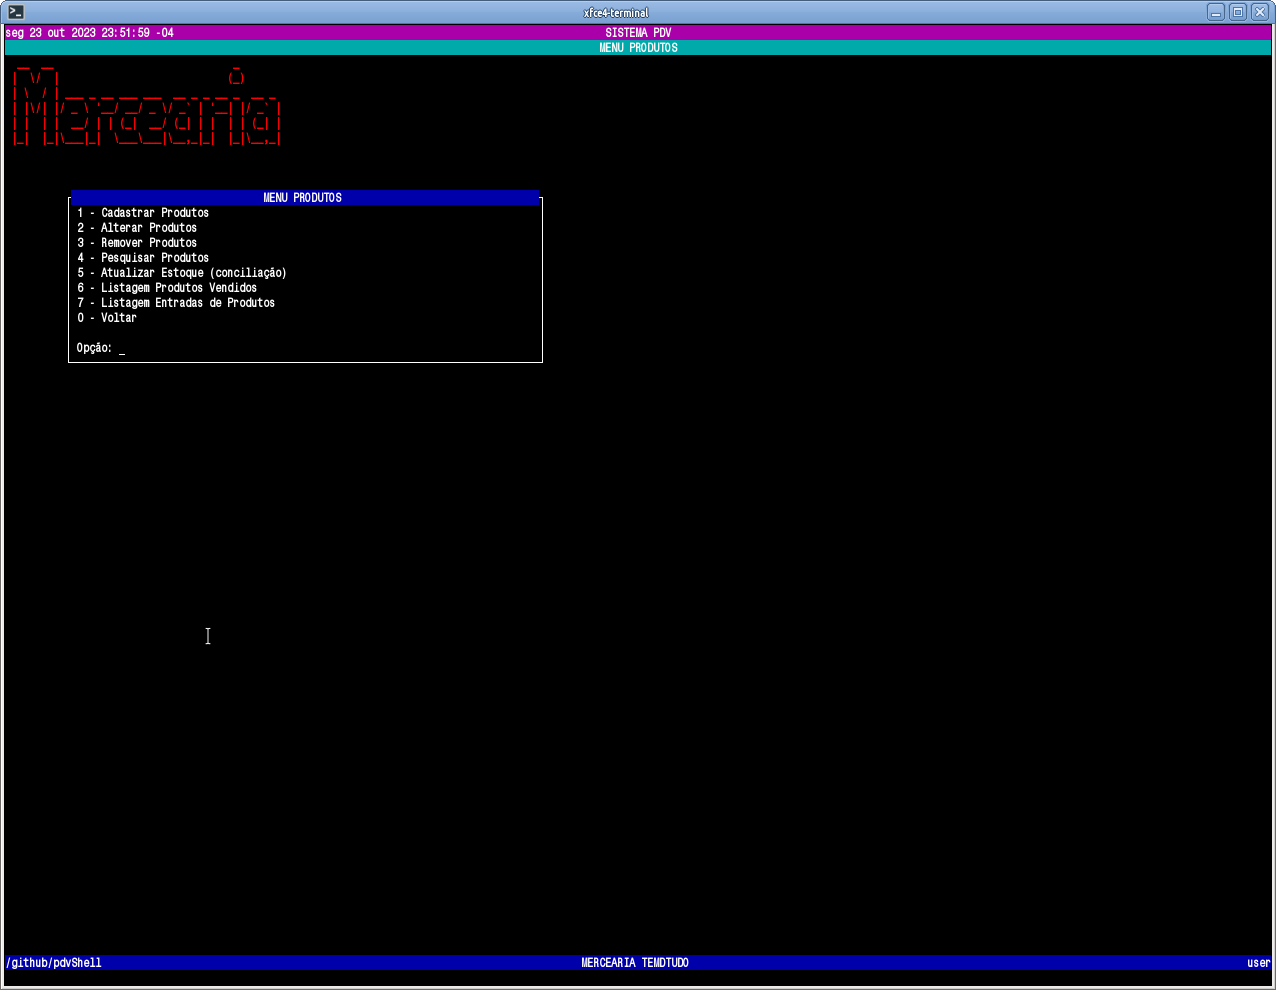 xfce4-terminal
seg 23 out 2023 23:51:59 -04
SISTEMA PDV
MENU PRODUTOS
Mercearia
MENU PRODUTOS
1 - Cadastrar Produtos
2 - Alterar Produtos
3 - Remover Produtos
4 - Pesquisar Produtos
5 - Atualizar Estoque (conciliação)
6 - Listagem Produtos Vendidos
7 - Listagem Entradas de Produtos
0 - Voltar
Opção: _
/github/pdvShell
MERCEARIA TEMDTUDO
user